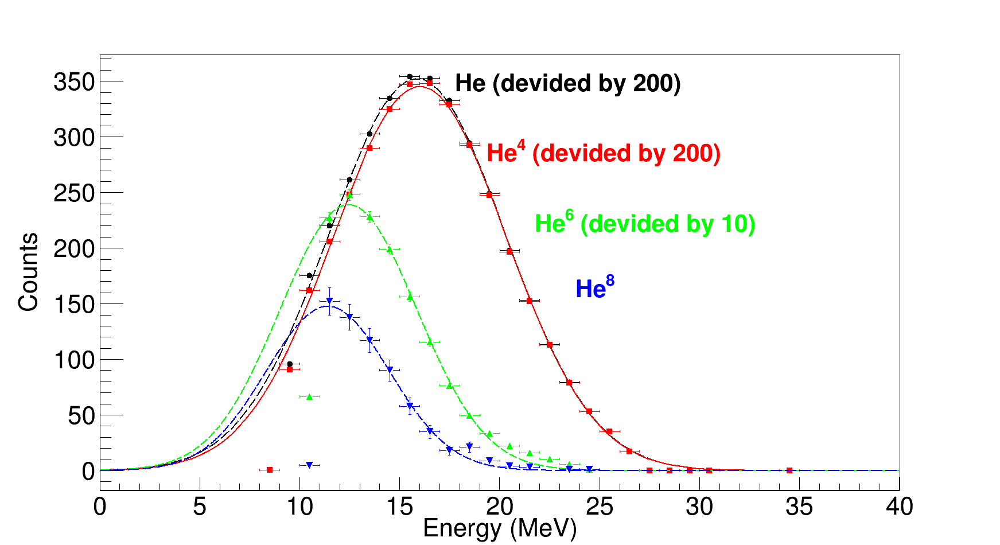 350
300
250
200
150
100
50
0
Counts
He (devided by 200)
He⁴ (devided by 200)
He⁶ (devided by 10)
He⁸
0 5 10 15 20 25 30 35 40
Energy (MeV)